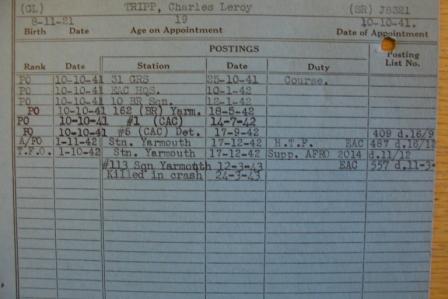 (GL) TRIPP, Charles Leroy (SR) J8321
8-11-21 19 10-10-41.
Birth Date Age on Appointment Date of Appointment
POSTINGS Posting List No.
Rank Date Station Date Duty
PO 10-10-41 31 GRS 25-10-41 Course.
PO 10-10-41 EAC HQS. 10-1-42
PO 10-10-41 10 BR Sqn. 12-1-42
PO 10-10-41 162 (BR) Yarm. 18-5-42
PO 10-10-41 #1 (CAC) 14-7-42
PO 10-10-41 #6 (CAC) Det. 17-9-42 409 d.16/9
A/FO 1-11-42 Stn. Yarmouth 17-12-42 H.T.F. EAC 487 d.16/12
T.F.O. 1-10-42 Stn. Yarmouth 17-12-42 Supp. AFRO 2014 d.11/12
#113 Sqn Yarmouth 12-3-43 EAC 557 d.11-3-
Killed in crash 24-3-43